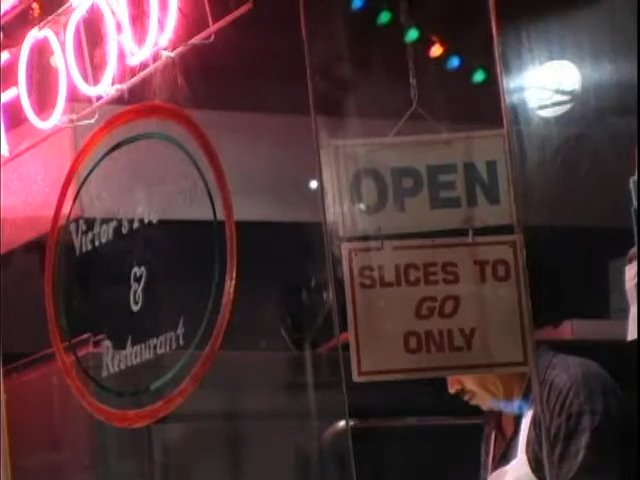 FOOD
Victor's
&
Restaurant
OPEN
SLICES TO
GO
ONLY